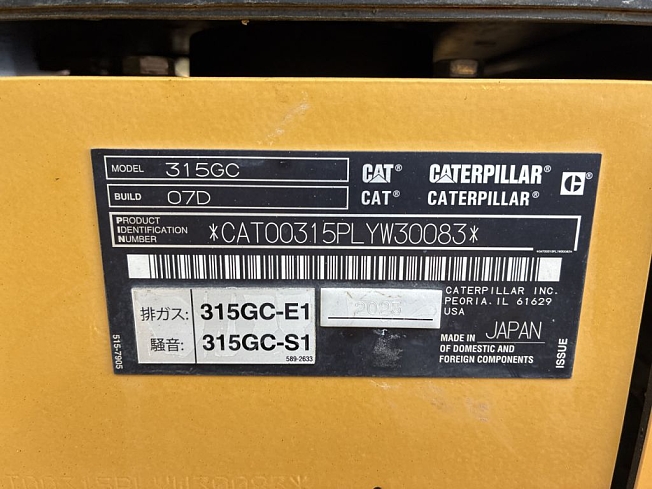 MODEL 315GC
BUILD 07D
CAT® CATERPILLAR®
CAT® CATERPILLAR®
C
PRODUCT IDENTIFICATION NUMBER *CAT00315PLYW30083*
排ガス: 315GC-E1
騒音: 315GC-S1
589-2633
2025
CATERPILLAR INC.
PEORIA, IL 61629
USA
MADE IN JAPAN
OF DOMESTIC AND
FOREIGN COMPONENTS
ISSUE
515-7905